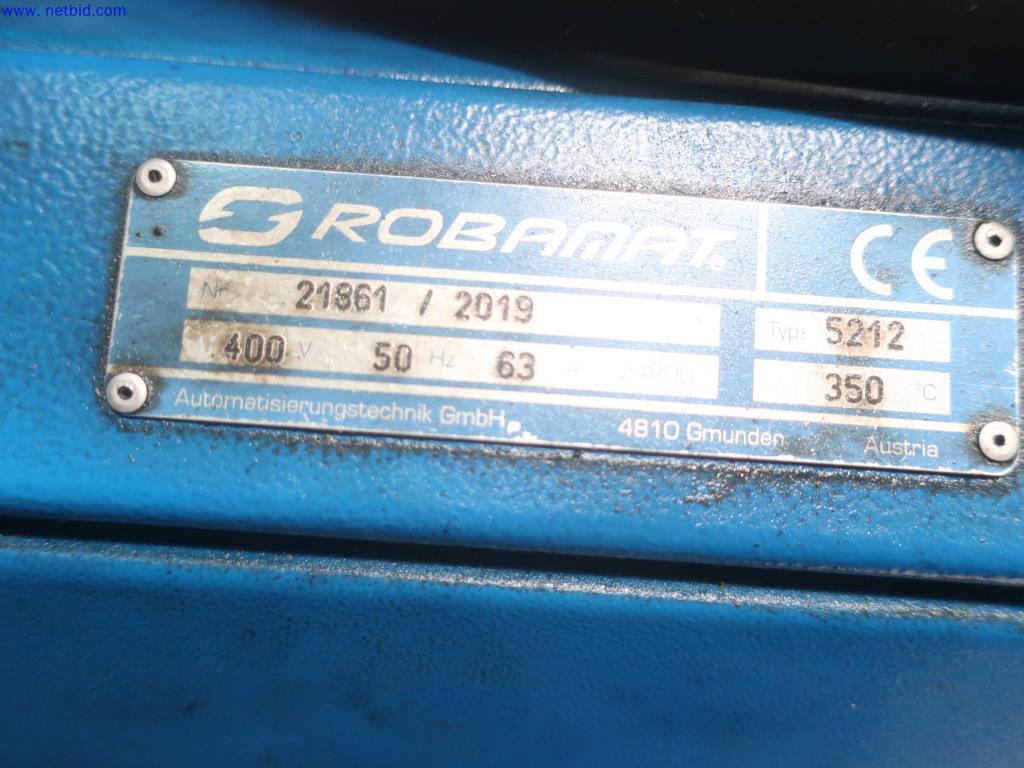 www.netbid.com
ROBAMAT®
CE
Nr. 21861 / 2019
Typ: 5212
400 V 50 Hz 63 A 24VDC
350 °C
Automatisierungstechnik GmbH, 4810 Gmunden Austria